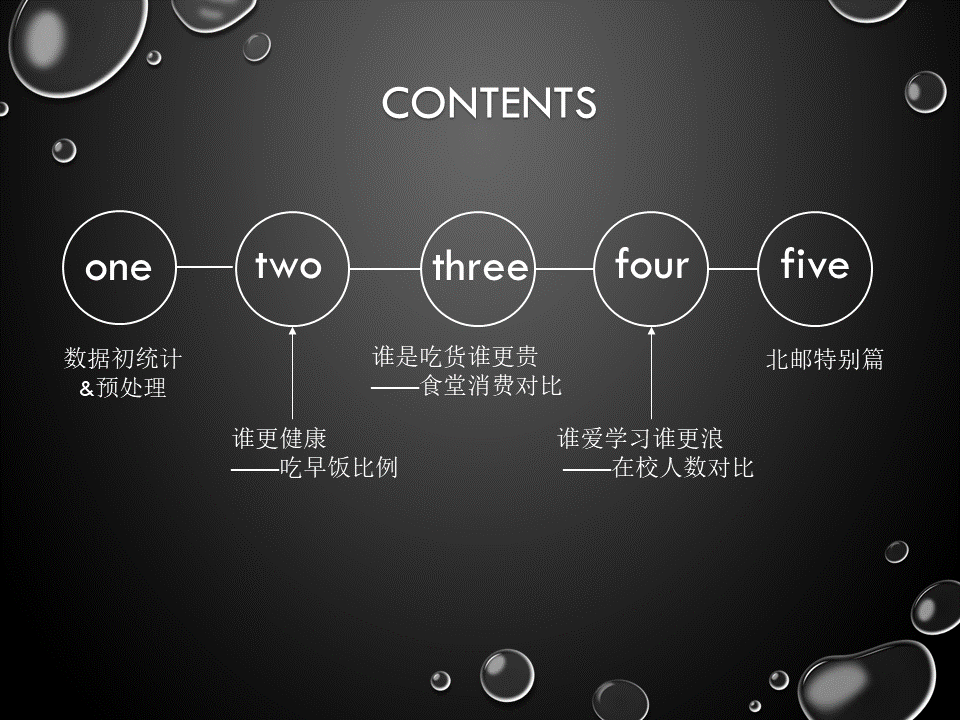 CONTENTS
one
two
three
four
five
数据初统计
&预处理
谁更健康
——吃早饭比例
谁是吃货谁更贵
——食堂消费对比
谁爱学习谁更浪
——在校人数对比
北邮特别篇